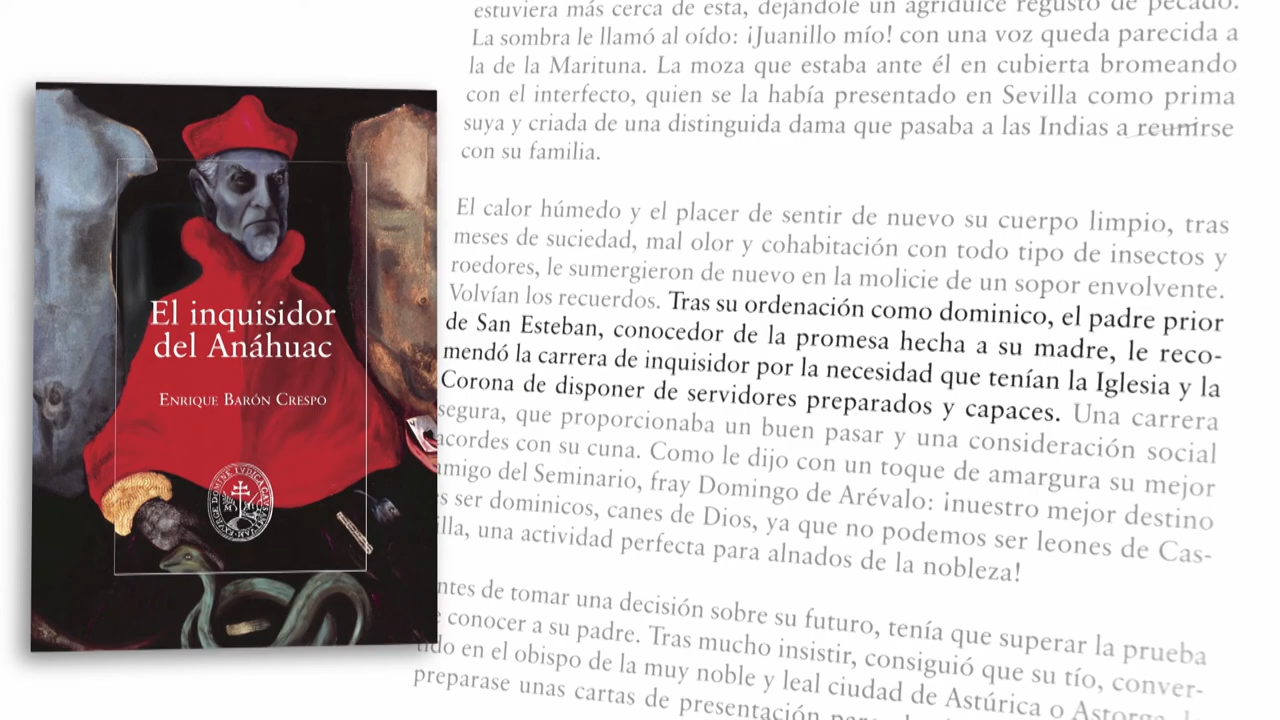 El inquisidor
del Anáhuac
ENRIQUE BARÓN CRESPO
estuviera más cerca de esta, dejándole un agridulce regusto de pecado.
La sombra le llamó al oído: ¡Juanillo mío! con una voz queda parecida a
la de la Marituna. La moza que estaba ante él en cubierta bromeando
con el interfecto, quien se la había presentado en Sevilla como prima
suya y criada de una distinguida dama que pasaba a las Indias a reunirse
con su familia.
El calor húmedo y el placer de sentir de nuevo su cuerpo limpio, tras
meses de suciedad, mal olor y cohabitación con todo tipo de insectos y
roedores, le sumergieron de nuevo en la molicie de un sopor envolvente.
Volvían los recuerdos. Tras su ordenación como dominico, el padre prior
de San Esteban, conocedor de la promesa hecha a su madre, le reco-
mendó la carrera de inquisidor por la necesidad que tenían la Iglesia y la
Corona de disponer de servidores preparados y capaces. Una carrera
segura, que proporcionaba un buen pasar y una consideración social
acordes con su cuna. Como le dijo con un toque de amargura su mejor
amigo del Seminario, fray Domingo de Arévalo: ¡nuestro mejor destino
es ser dominicos, canes de Dios, ya que no podemos ser leones de Cas-
illa, una actividad perfecta para alnados de la nobleza!
ntes de tomar una decisión sobre su futuro, tenía que superar la prueba
e conocer a su padre. Tras mucho insistir, consiguió que su tío, conver-
tido en el obispo de la muy noble y leal ciudad de Astúrica o Astorga,
preparase unas cartas de presentación